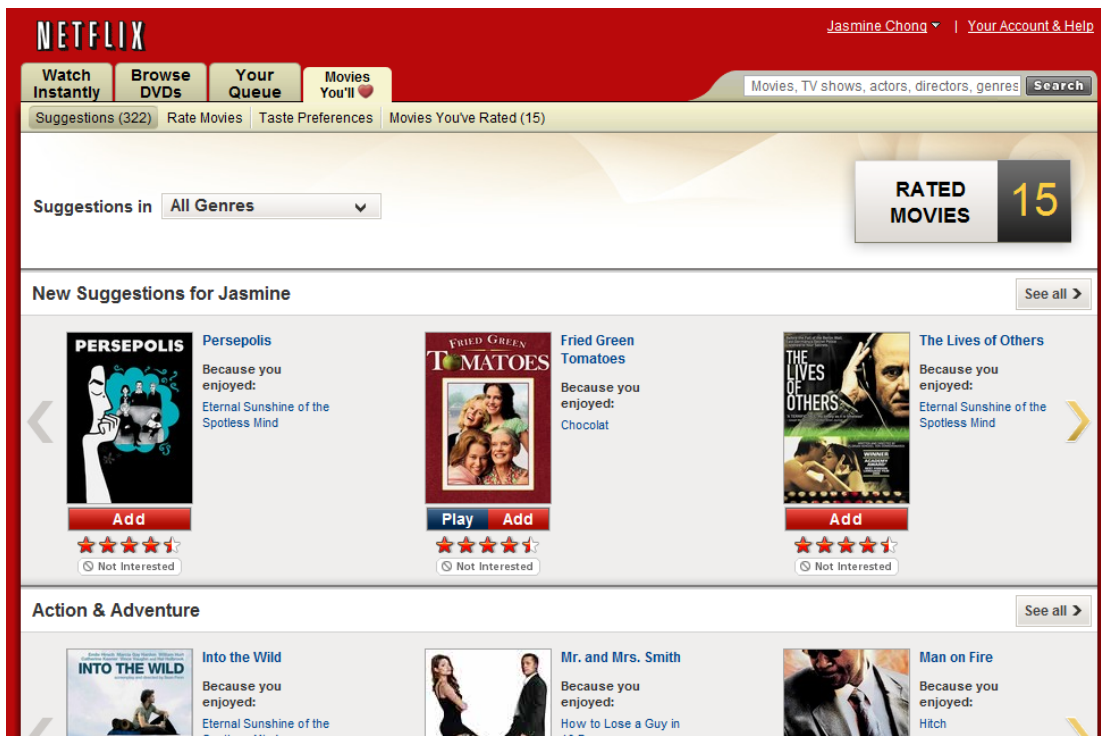 NETFLIX
Jasmine Chong | Your Account & Help
Watch Instantly
Browse DVDs
Your Queue
Movies You'll
Movies, TV shows, actors, directors, genres
Search
Suggestions (322) Rate Movies Taste Preferences Movies You've Rated (15)
Suggestions in All Genres
RATED MOVIES 15
New Suggestions for Jasmine
See all
PERSEPOLIS
Persepolis
Because you
enjoyed:
Eternal Sunshine of the
Spotless Mind
Add
Not Interested
FRIED GREEN
TOMATOES
Fried Green
Tomatoes
Because you
enjoyed:
Chocolat
Play Add
Not Interested
THE
LIVES
OF
OTHERS
WINNER
ACADEMY
AWARD
The Lives of Others
Because you
enjoyed:
Eternal Sunshine of the
Spotless Mind
Add
Not Interested
Action & Adventure
See all
INTO THE WILD
Into the Wild
Because you
enjoyed:
Eternal Sunshine of the
Mr. and Mrs. Smith
Because you
enjoyed:
How to Lose a Guy in
Man on Fire
Because you
enjoyed:
Hitch